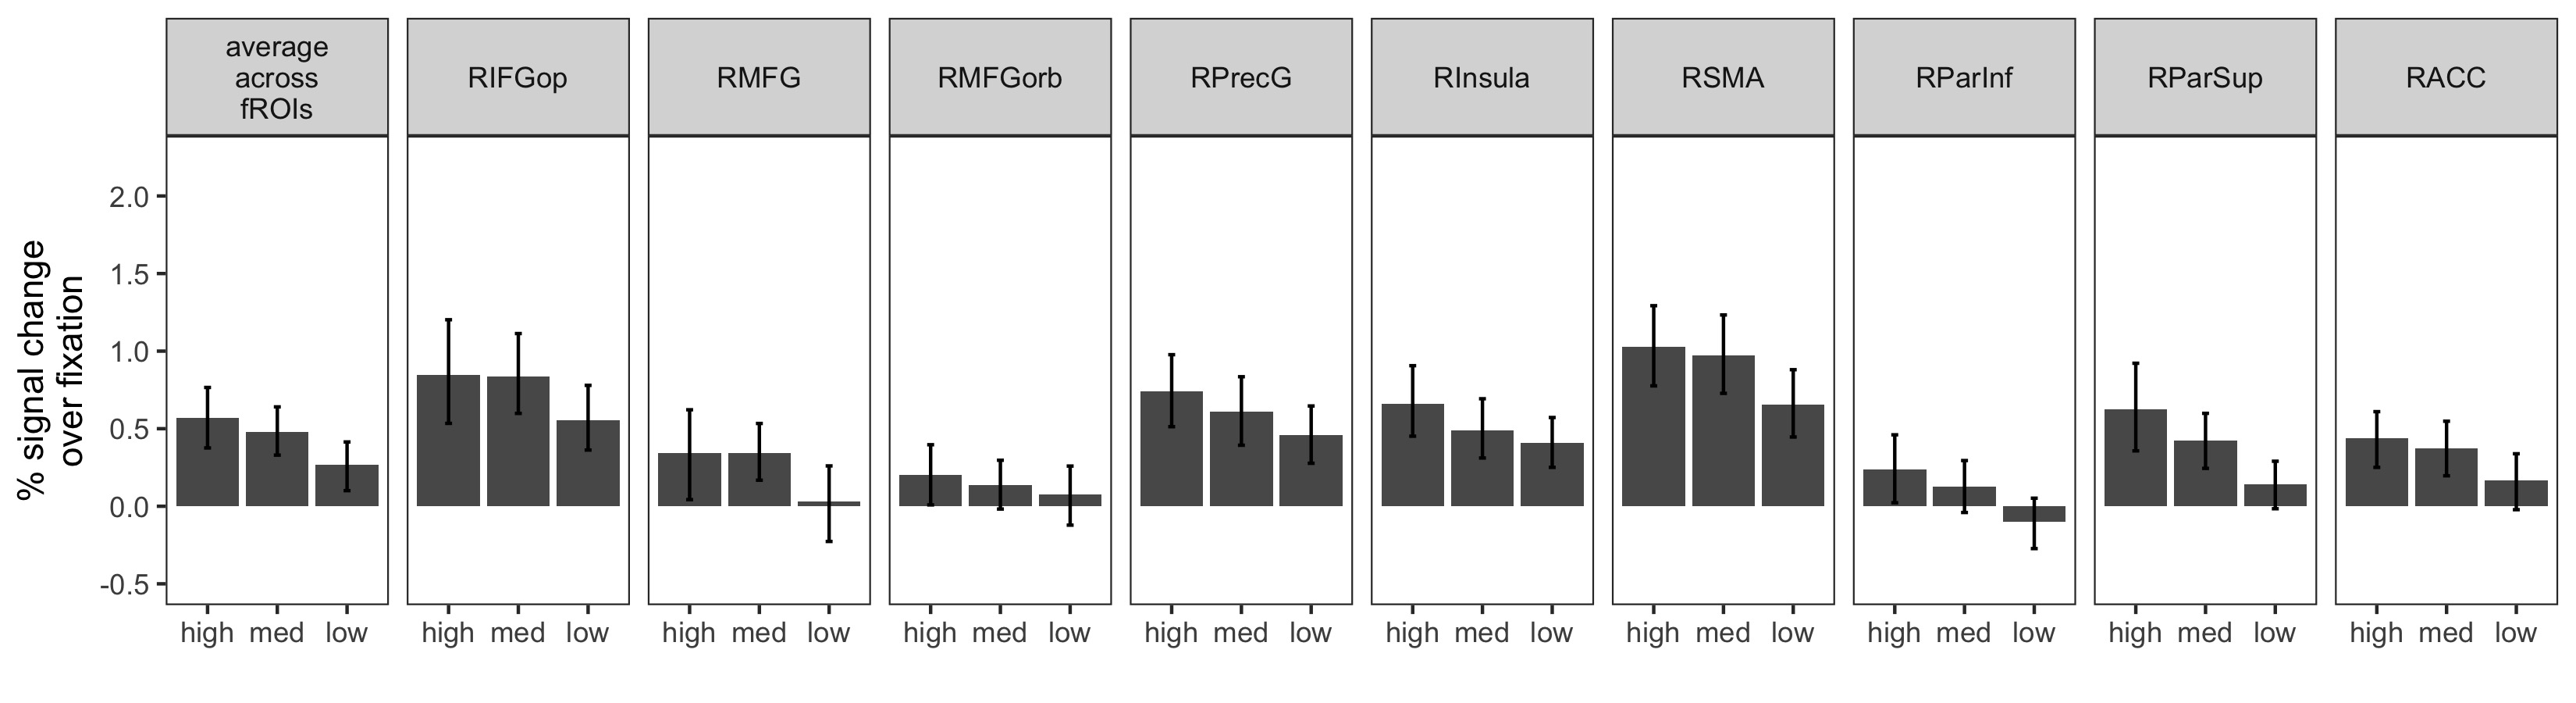 average
across
fROIs
RIFGop
RMFG
RMFGorb
RPrecG
RInsula
RSMA
RParInf
RParSup
RACC
% signal change
over fixation
2.0
1.5
1.0
0.5
0.0
-0.5
high med low
high med low
high med low
high med low
high med low
high med low
high med low
high med low
high med low
high med low